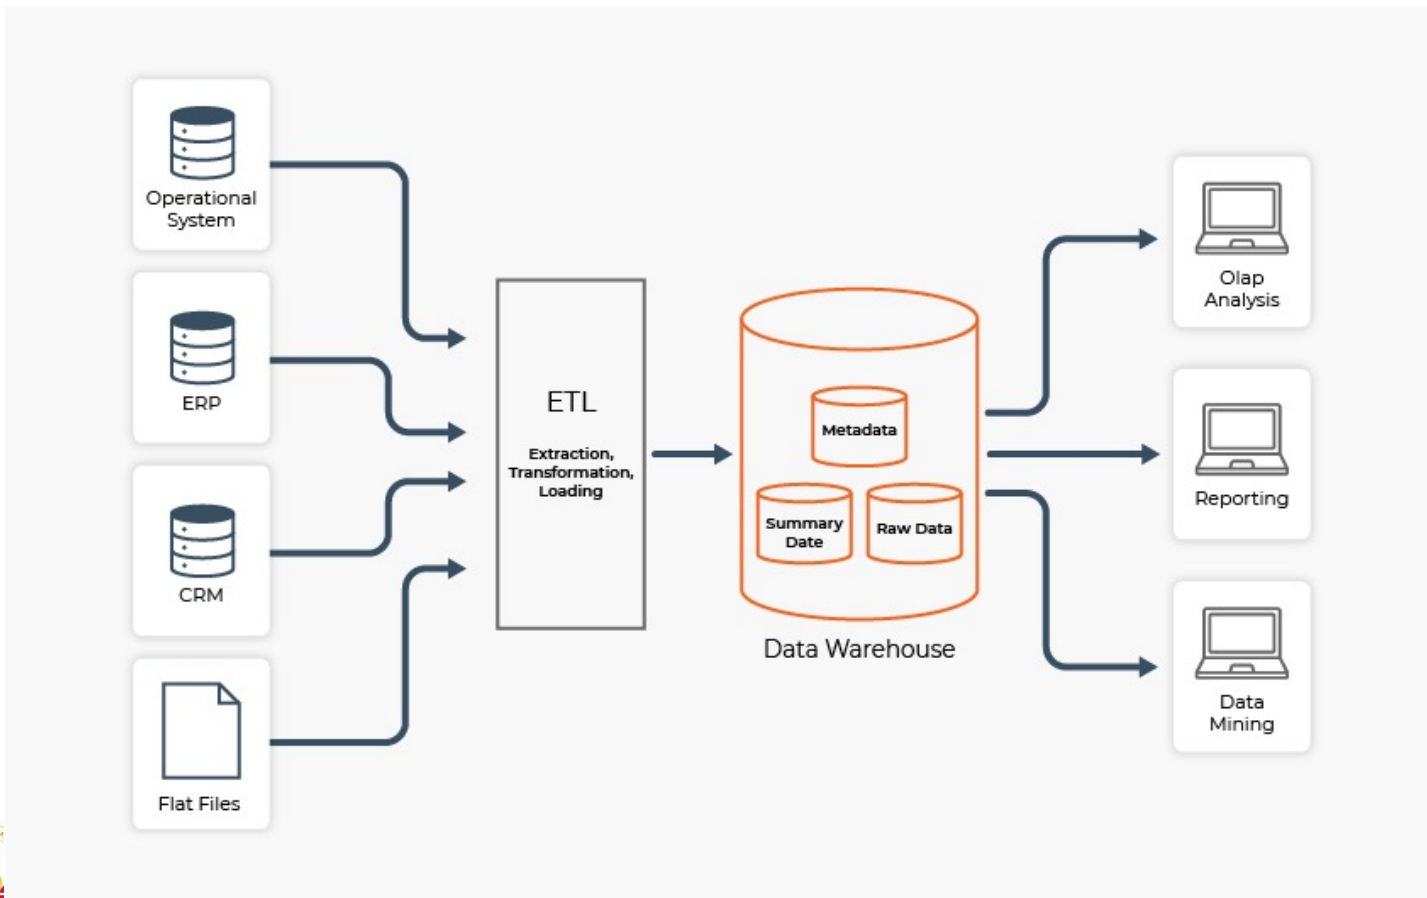 Operational
System
ERP
CRM
Flat Files
ETL
Extraction,
Transformation,
Loading
Metadata
Summary
Date
Raw Data
Data Warehouse
Olap
Analysis
Reporting
Data
Mining